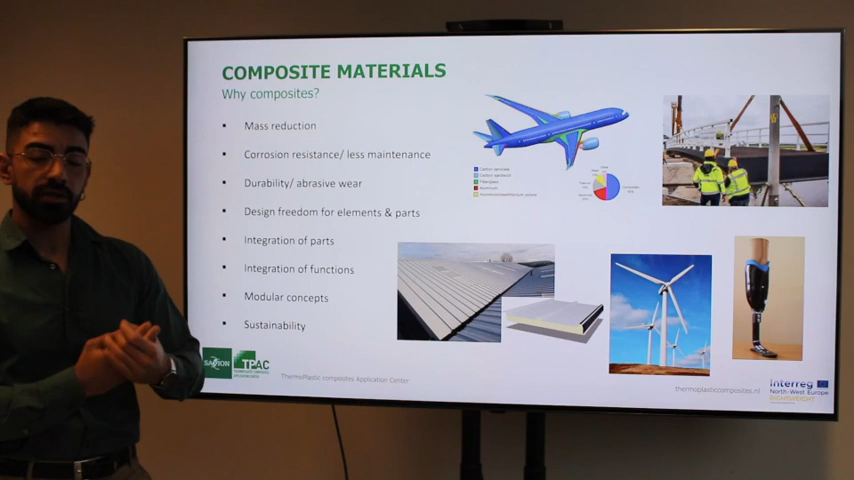 COMPOSITE MATERIALS
Why composites?
Mass reduction
Corrosion resistance/ less maintenance
Durability/ abrasive wear
Design freedom for elements & parts
Integration of parts
Integration of functions
Modular concepts
Sustainability
SAXION
TPAC
ThermoPlastic composites Application Center
thermoplasticcomposites.nl
Interreg
North-West Europe